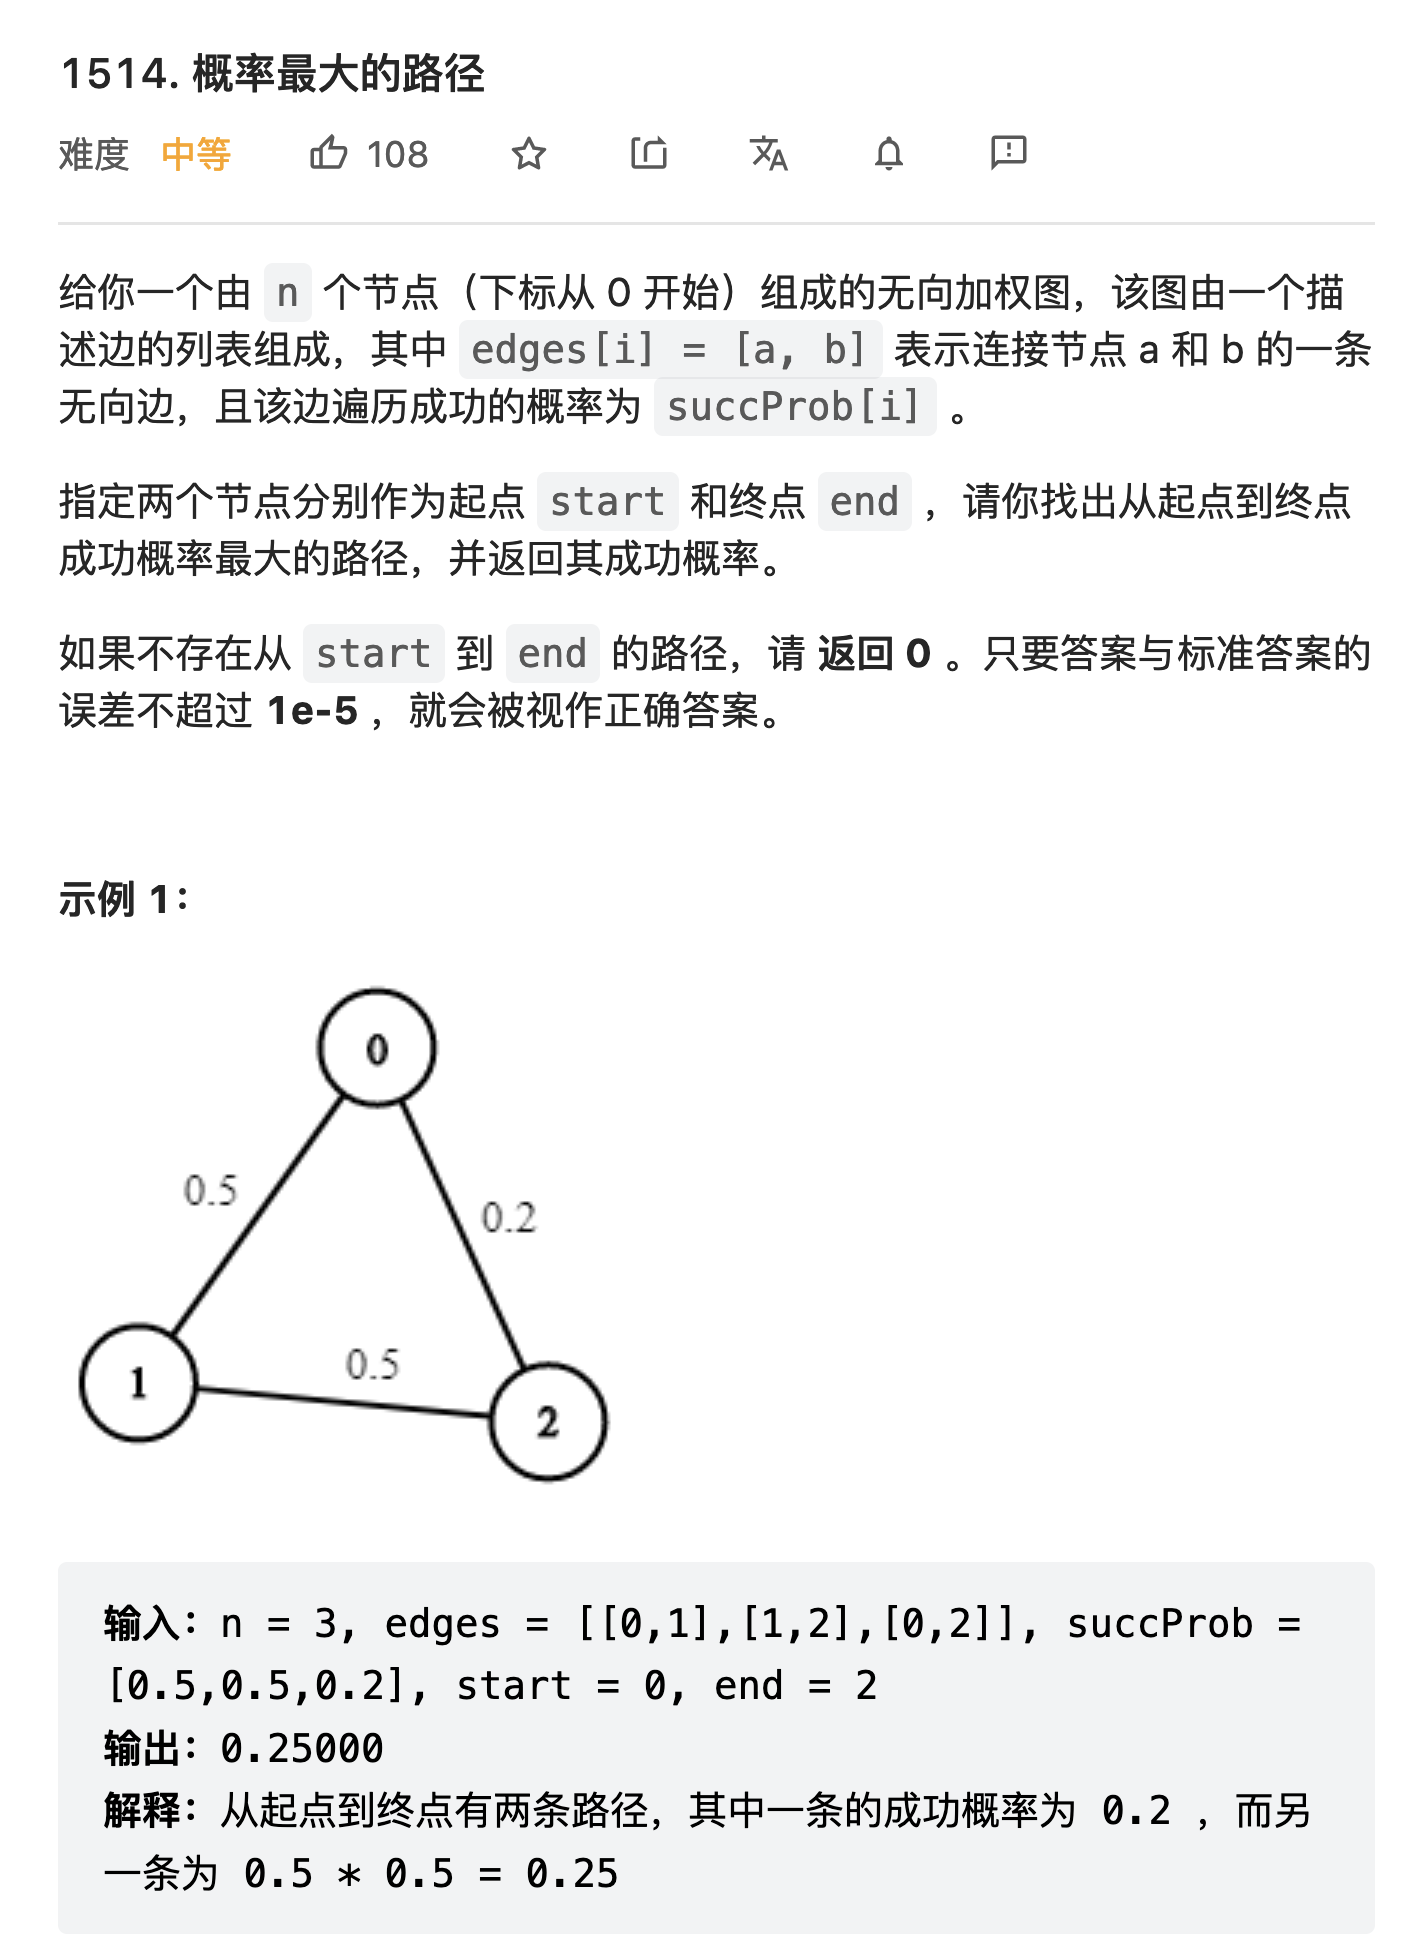 1514. 概率最大的路径
难度 中等 108
给你一个由 n 个节点（下标从 0 开始）组成的无向加权图，该图由一个描
述边的列表组成，其中 edges[i] = [a, b] 表示连接节点 a 和 b 的一条
无向边，且该边遍历成功的概率为 succProb[i] 。
指定两个节点分别作为起点 start 和终点 end ，请你找出从起点到终点
成功概率最大的路径，并返回其成功概率。
如果不存在从 start 到 end 的路径，请 返回 0 。只要答案与标准答案的
误差不超过 1e-5 ，就会被视作正确答案。
示例 1：
0
0.5
0.2
0.5
1
2
输入：n = 3, edges = [[0,1],[1,2],[0,2]], succProb =
[0.5,0.5,0.2], start = 0, end = 2
输出：0.25000
解释：从起点到终点有两条路径，其中一条的成功概率为 0.2 ，而另
一条为 0.5 * 0.5 = 0.25